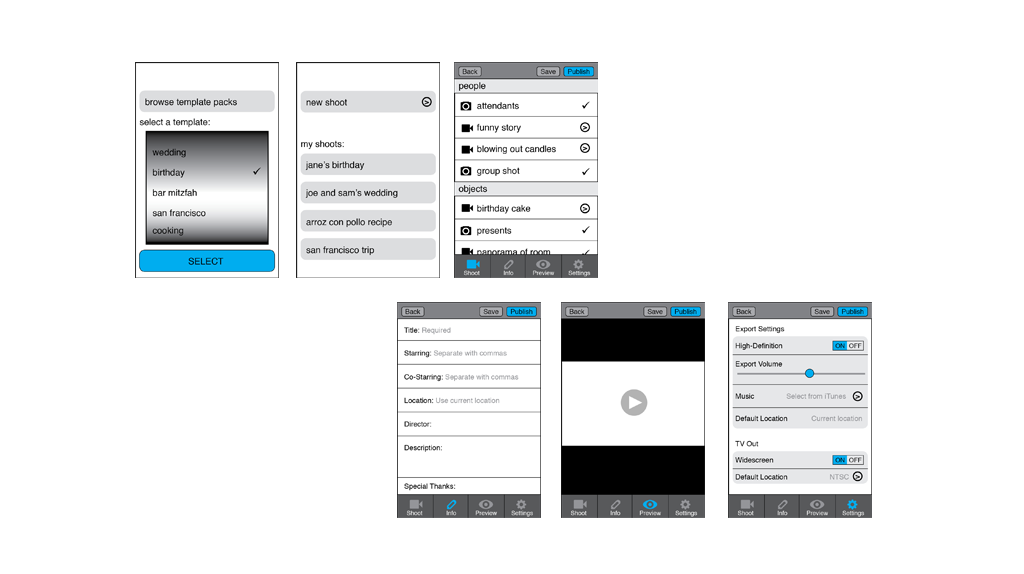 browse template packs
select a template:
wedding
birthday
bar mitzfah
san francisco
cooking
SELECT
new shoot
my shoots:
jane's birthday
joe and sam's wedding
arroz con pollo recipe
san francisco trip
Back Save Publish
people
attendants
funny story
blowing out candles
group shot
objects
birthday cake
presents
panorama of room
Shoot Info Preview Settings
Back Save Publish
Title: Required
Starring: Separate with commas
Co-Starring: Separate with commas
Location: Use current location
Director:
Description:
Special Thanks:
Shoot Info Preview Settings
Back Save Publish
Shoot Info Preview Settings
Back Save Publish
Export Settings
High-Definition ON OFF
Export Volume
Music Select from iTunes
Default Location Current location
TV Out
Widescreen ON OFF
Default Location NTSC
Shoot Info Preview Settings